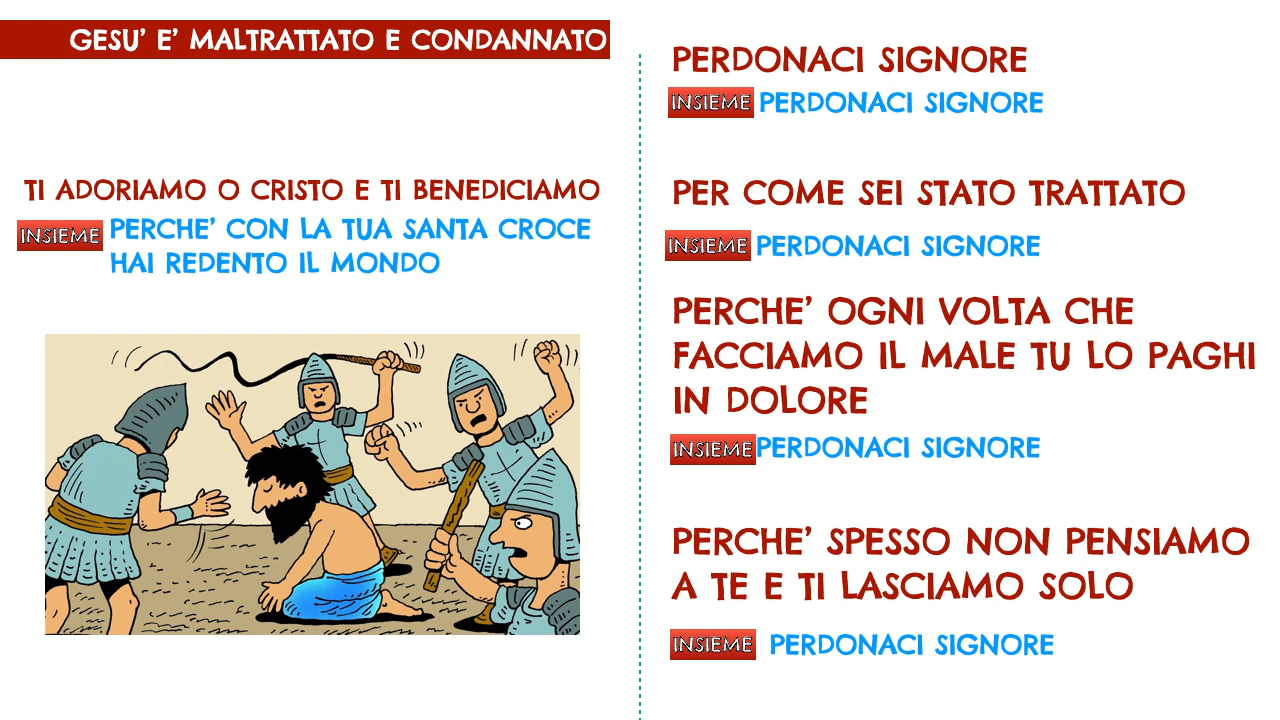 GESU' E' MALTRATTATO E CONDANNATO
TI ADORIAMO O CRISTO E TI BENEDICIAMO
INSIEME PERCHE' CON LA TUA SANTA CROCE
HAI REDENTO IL MONDO
PERDONACI SIGNORE
INSIEME PERDONACI SIGNORE
PER COME SEI STATO TRATTATO
INSIEME PERDONACI SIGNORE
PERCHE' OGNI VOLTA CHE
FACCIAMO IL MALE TU LO PAGHI
IN DOLORE
INSIEME PERDONACI SIGNORE
PERCHE' SPESSO NON PENSIAMO
A TE E TI LASCIAMO SOLO
INSIEME PERDONACI SIGNORE